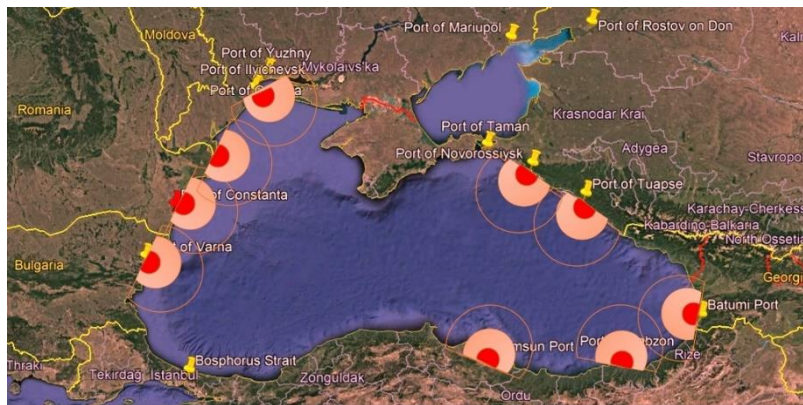 Moldova
Port of Mariupol
Port of Rostov on Don
Port of Yuzhny
Port of Ilyichevsk
Mykolaivs'ka
Port of
Romania
Krasnodar Krai
Port of Taman
Port of Novorossiysk
Adygea
Stavropo
Port of Tuapse
of Constanta
Karachay-Cherkess
Kabardino-Balkaria
North Ossetia
t of Varna
Bulgaria
Georgi
Batumi Port
msun Port
Port
bzon
Rize
Bosphorus Strait
Thraki
Tekirdag
Istanbul
Zonguldak
Ordu